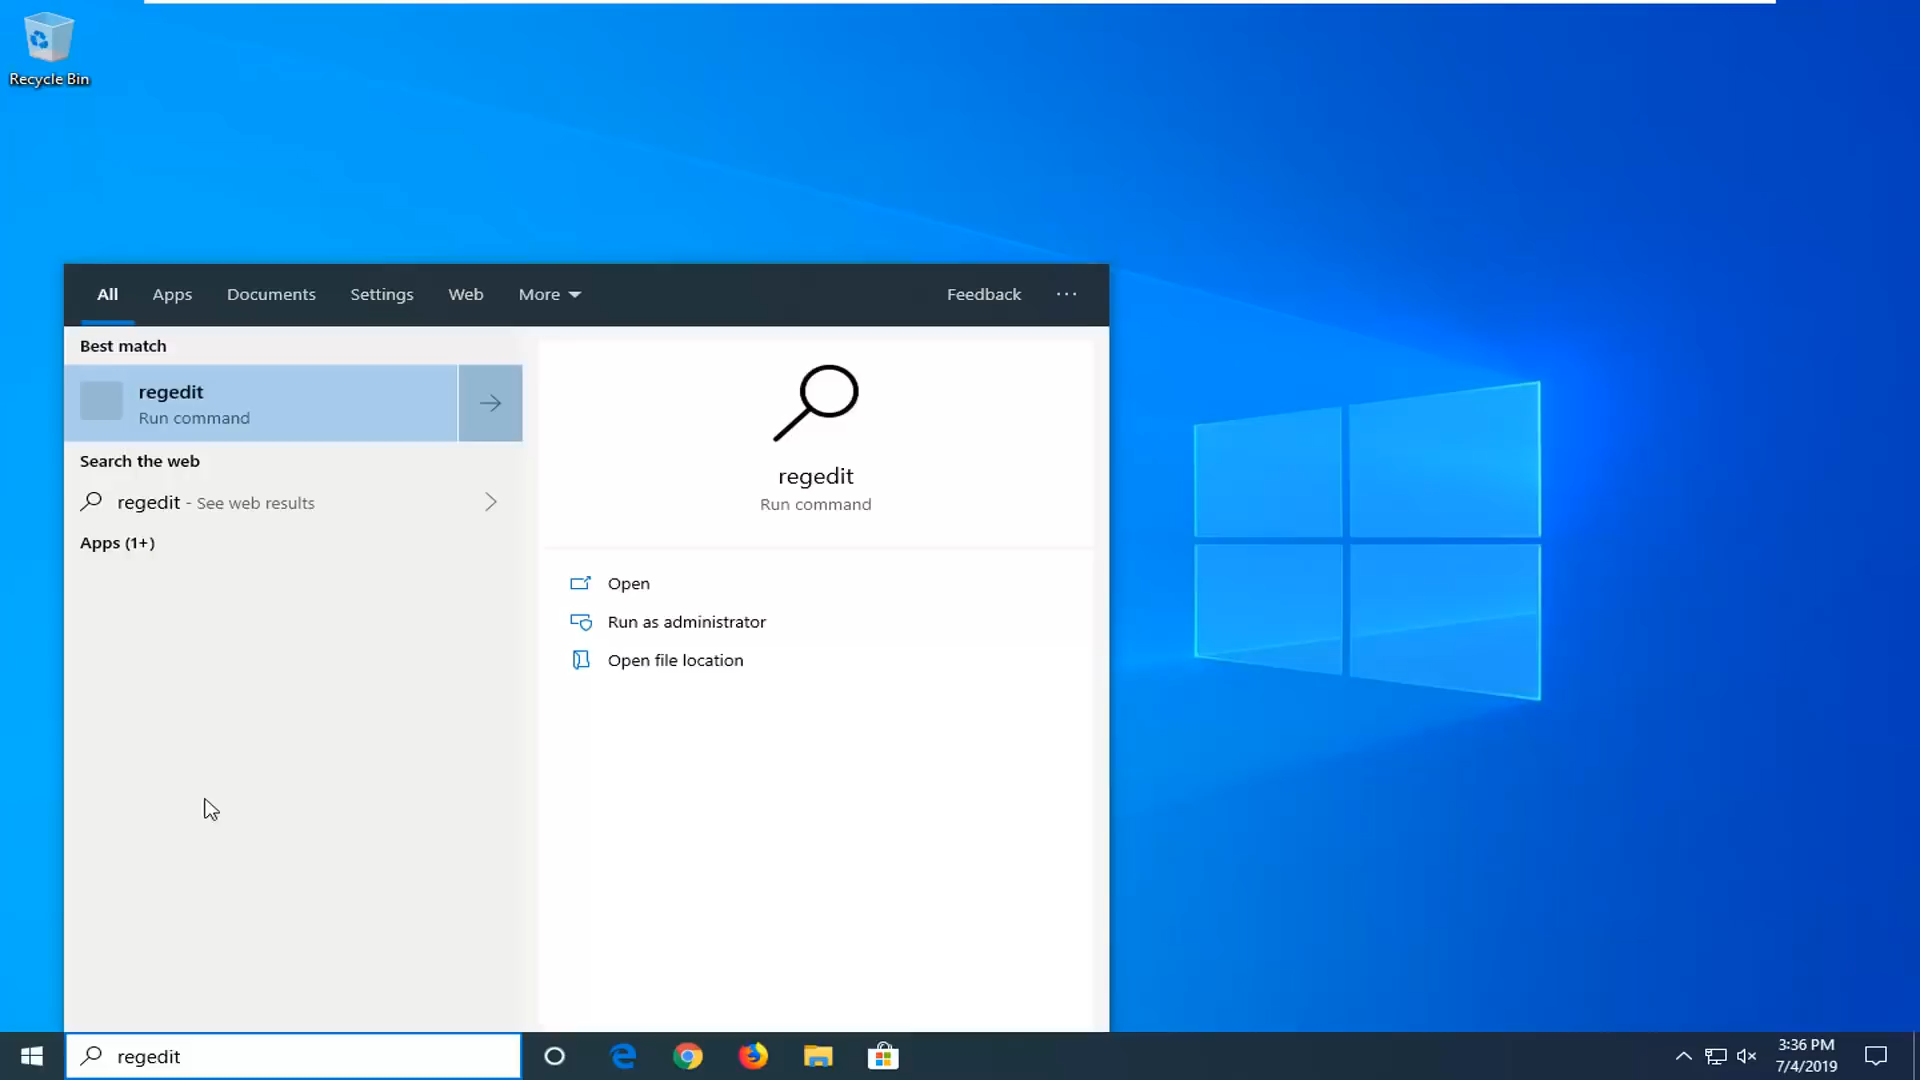 Recycle Bin
All Apps Documents Settings Web More Feedback ...
Best match
regedit
Run command
Search the web
regedit - See web results
Apps (1+)
regedit
Run command
Open
Run as administrator
Open file location
regedit
3:36 PM
7/4/2019